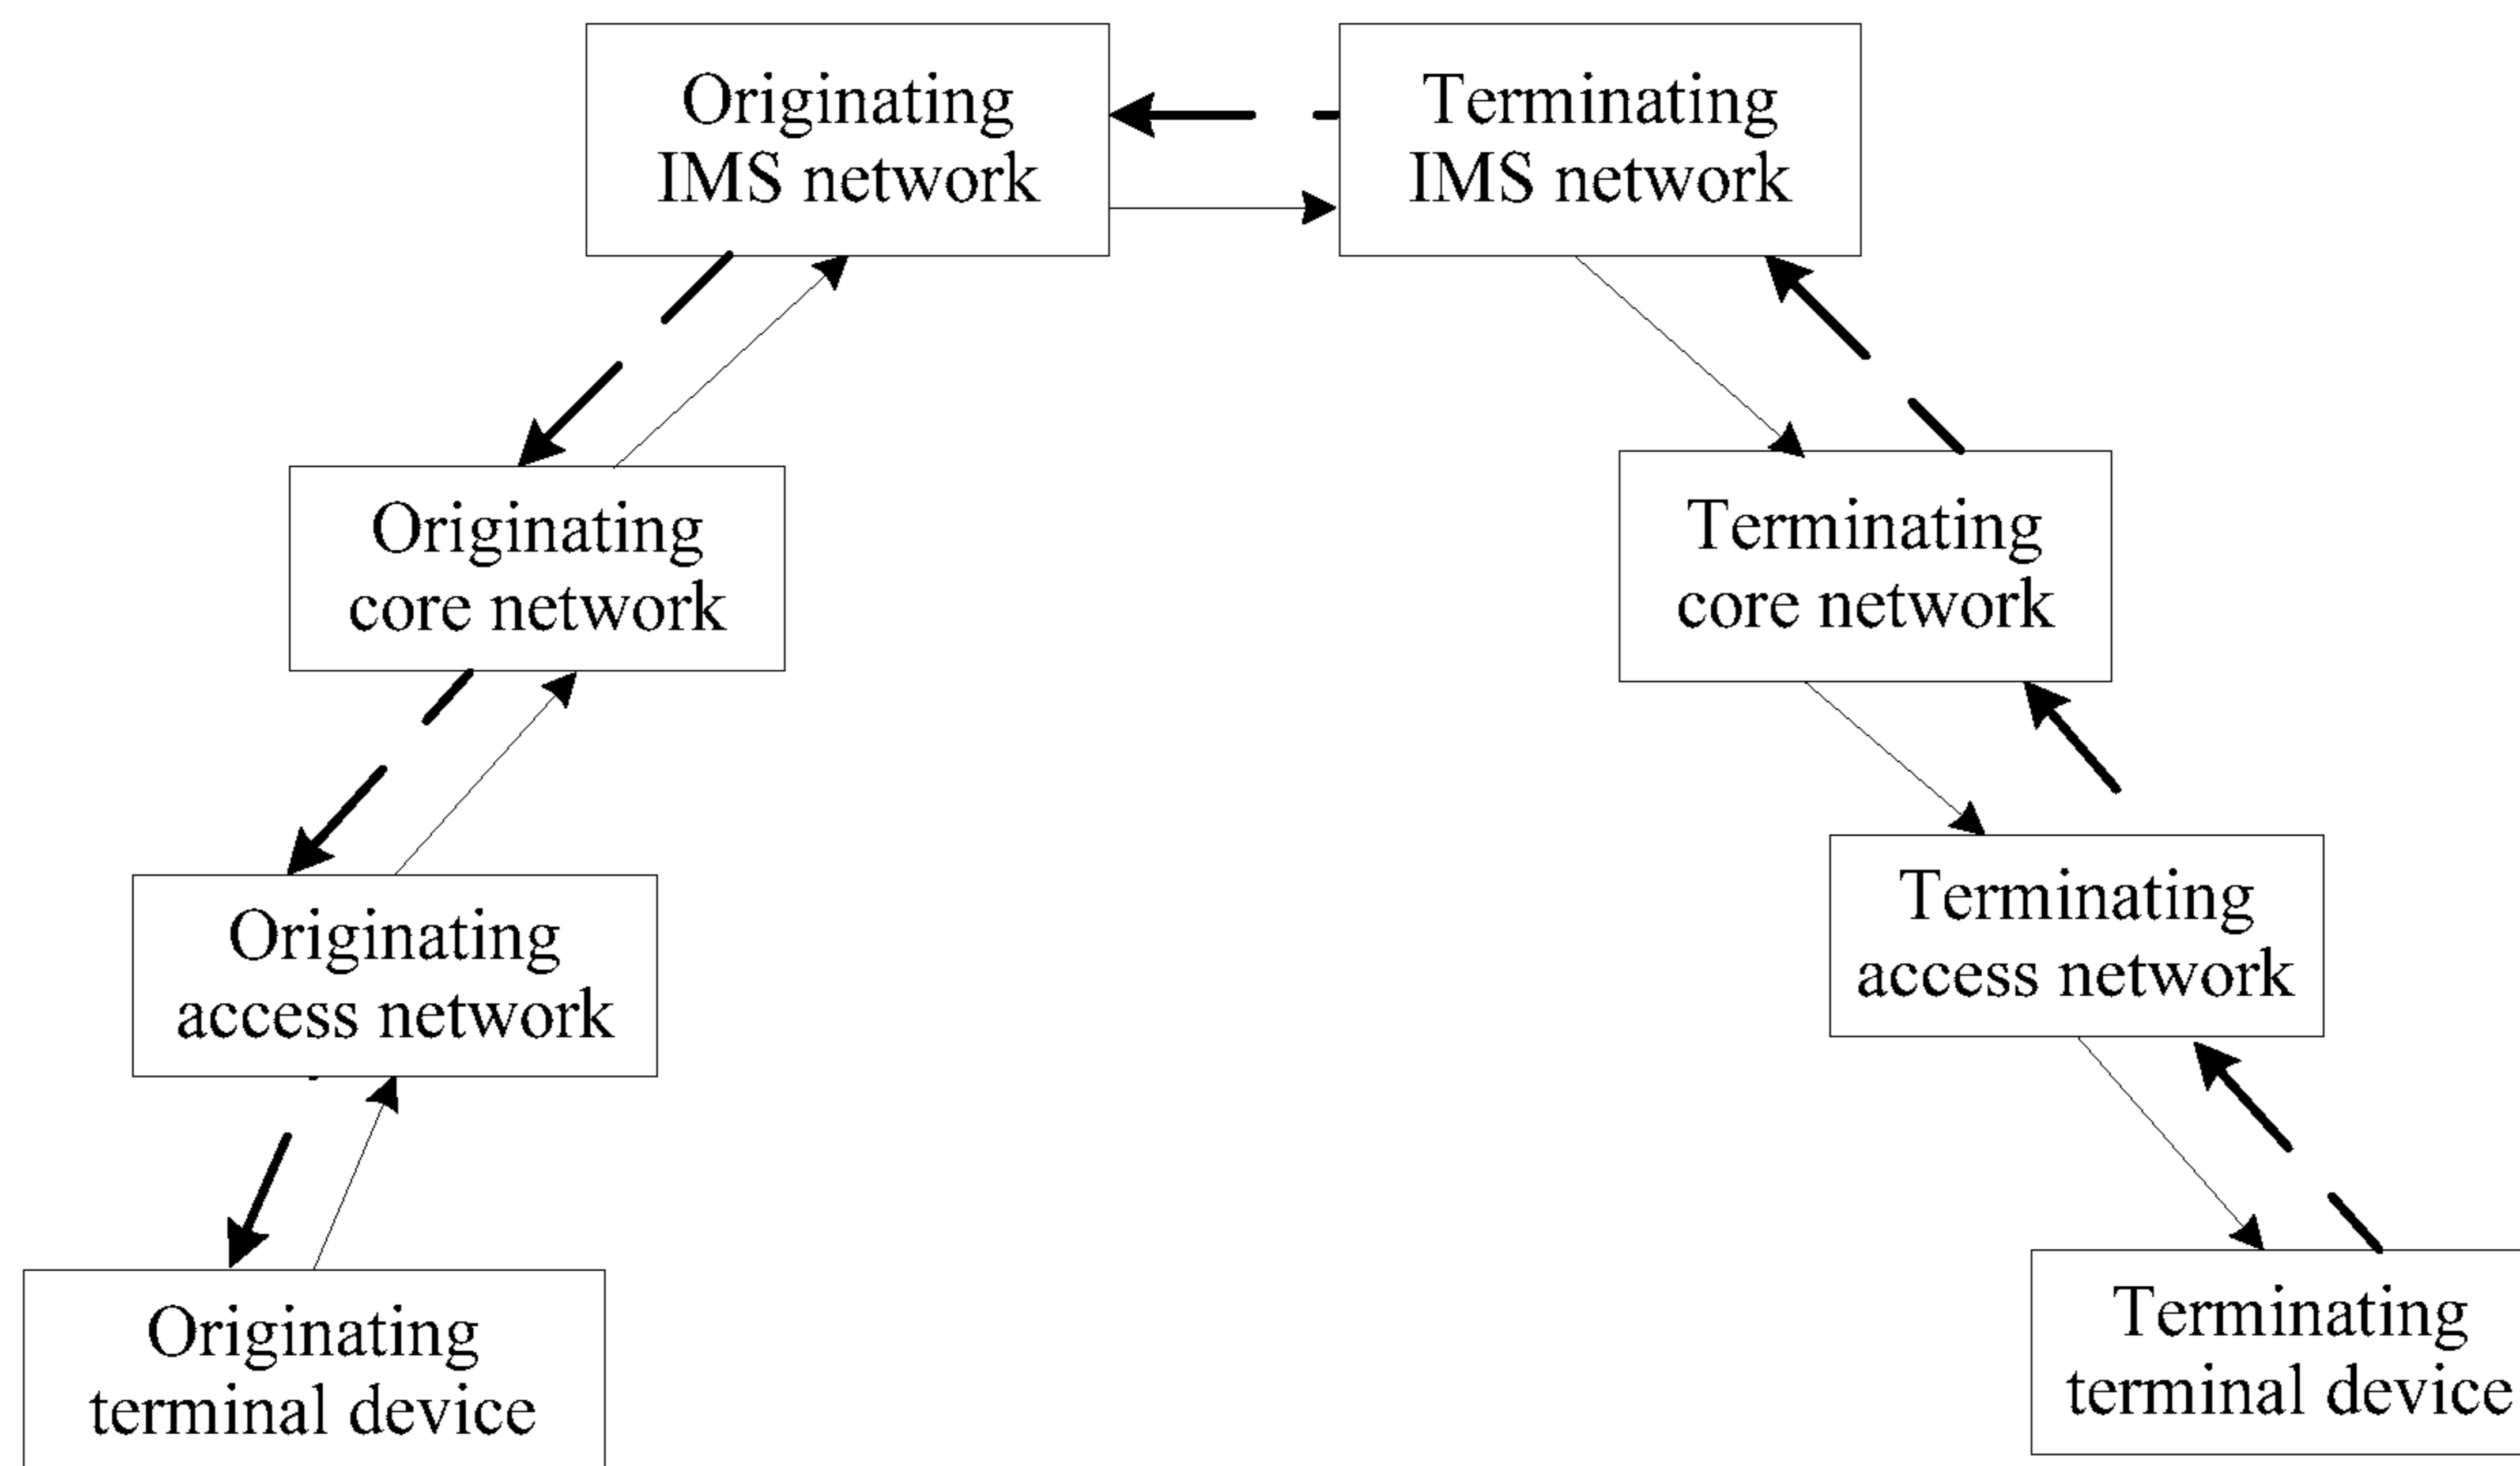 Originating
IMS network
Terminating
IMS network
Originating
core network
Terminating
core network
Originating
access network
Terminating
access network
Originating
terminal device
Terminating
terminal device